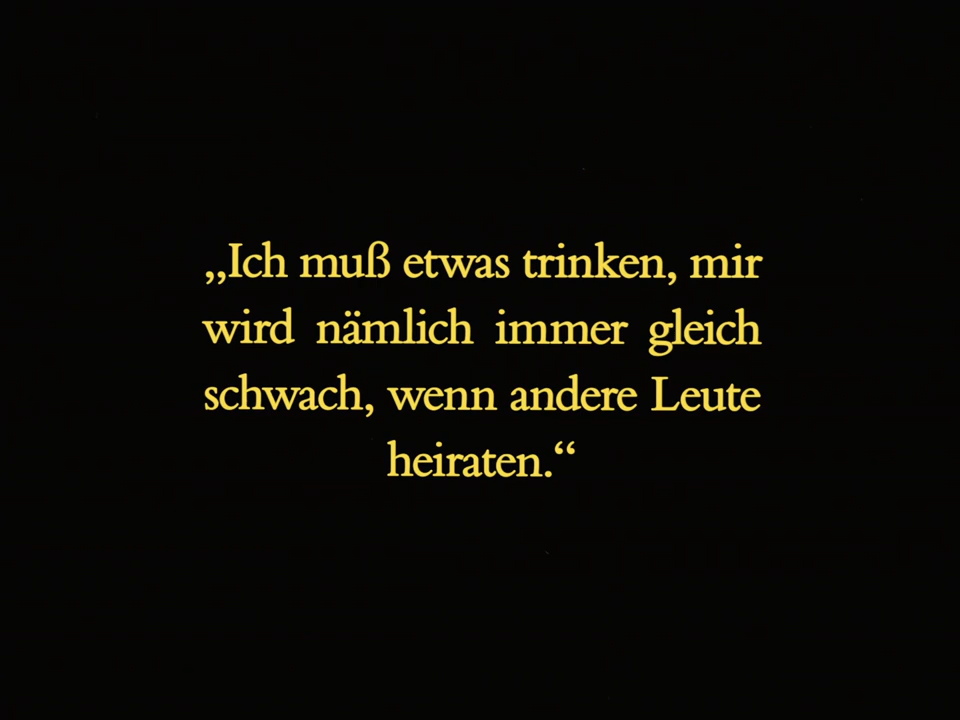 „Ich muß etwas trinken, mir
wird nämlich immer gleich
schwach, wenn andere Leute
heiraten.“